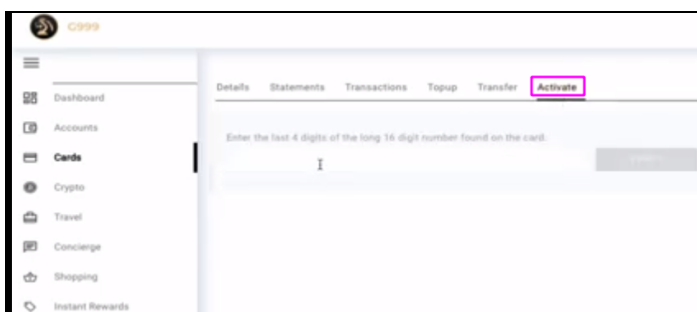 G999
Details Statements Transactions Topup Transfer Activate
Dashboard
Accounts
Enter the last 4 digits of the long 16 digit number found on the card.
Cards
Crypto
Travel
Concierge
Shopping
Instant Rewards